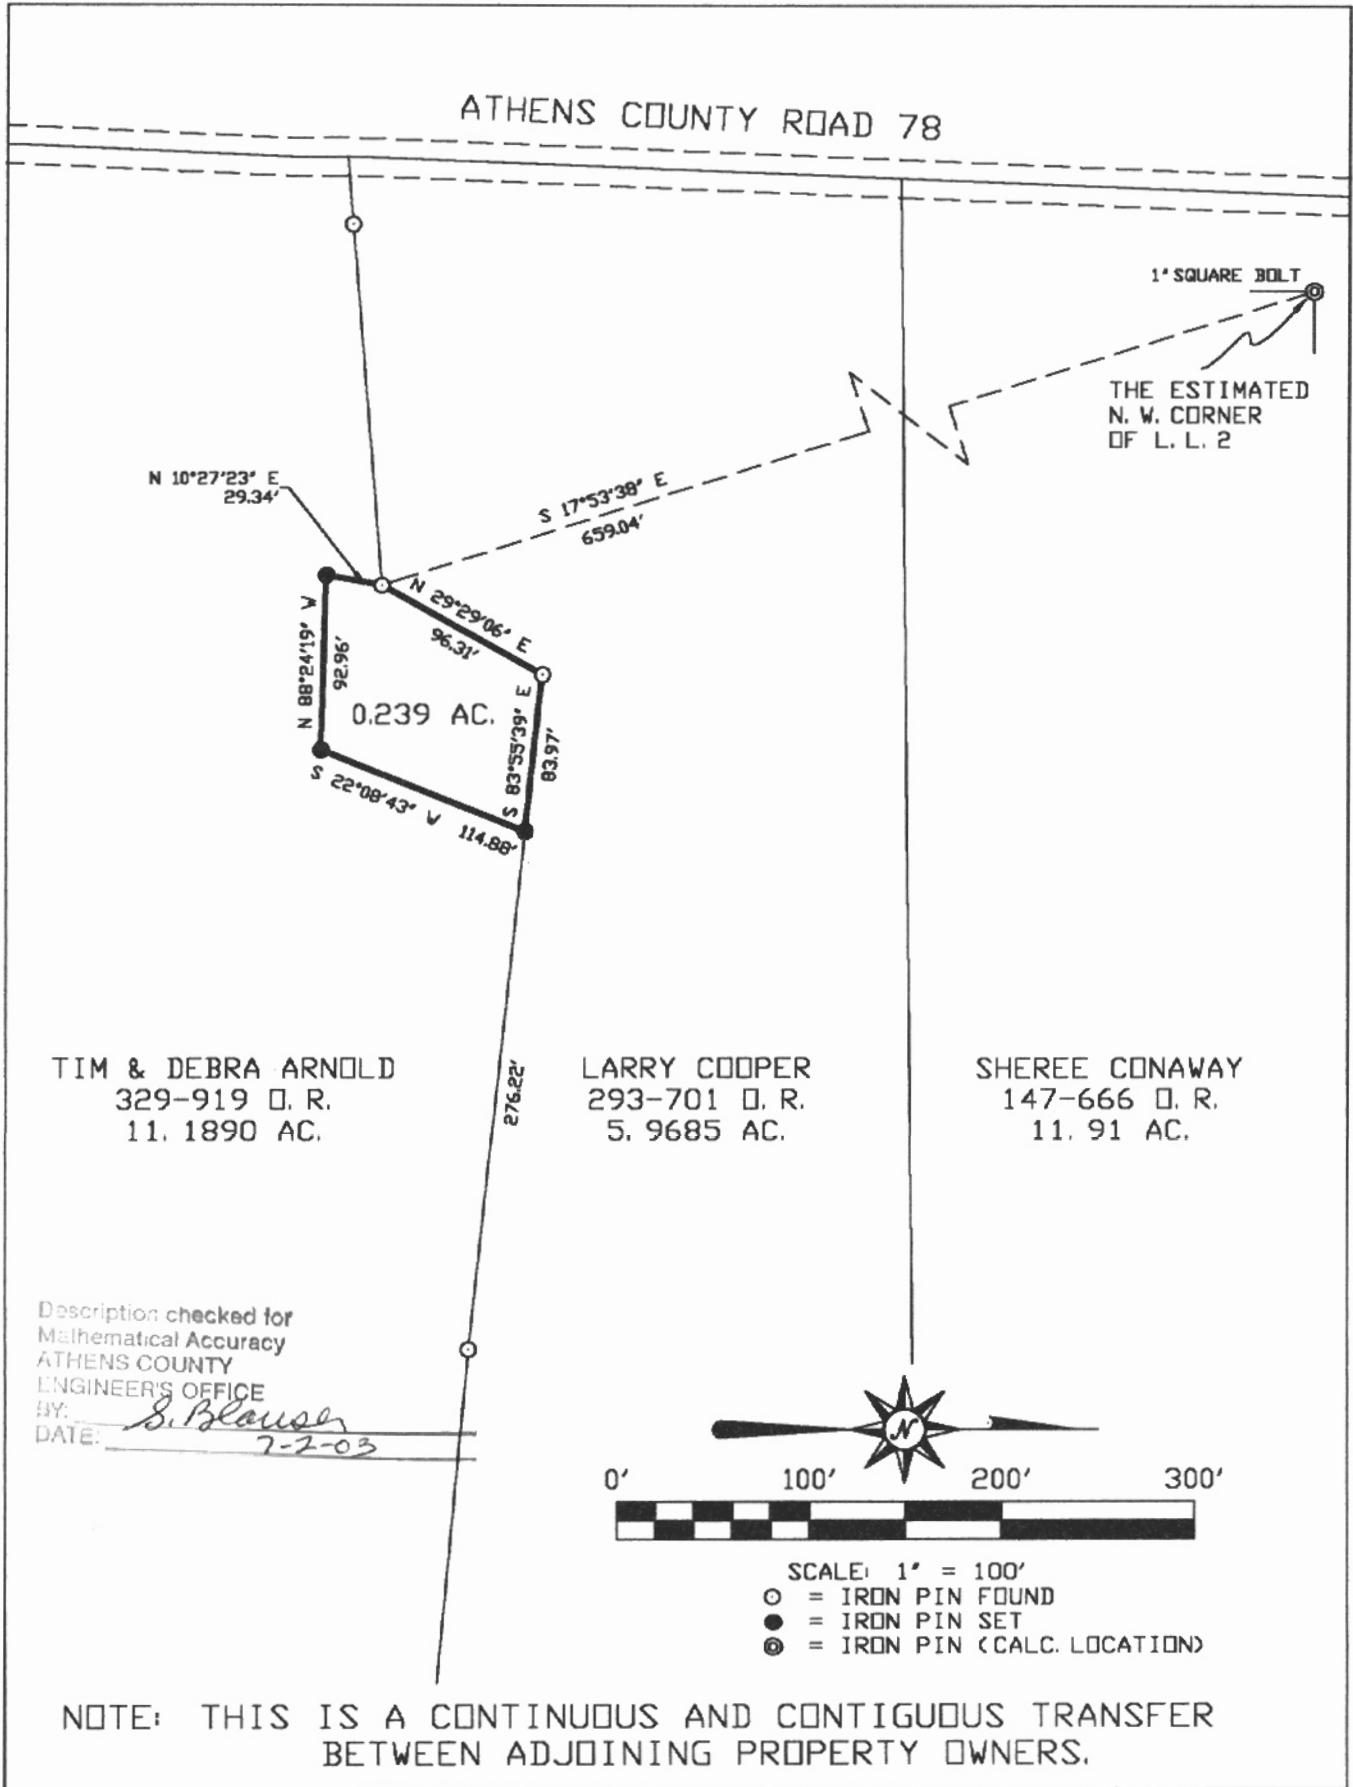 ATHENS COUNTY ROAD 78
1" SQUARE BOLT
THE ESTIMATED
N. W. CORNER
OF L. L. 2
N 10°27'23" E
29.34'
S 17°53'38" E
659.04'
N 29°29'06" E
96.31'
N 88°24'19" W
92.96'
0.239 AC.
S 83°55'39" E
83.97'
S 22°08'43" W 114.88'
276.22'
TIM & DEBRA ARNOLD
329-919 O. R.
11. 1890 AC.
LARRY COOPER
293-701 O. R.
5. 9685 AC.
SHEREE CONAWAY
147-666 O. R.
11. 91 AC.
Description checked for
Mathematical Accuracy
ATHENS COUNTY
ENGINEER'S OFFICE
BY: S. Blauser
DATE: 7-2-03
N
0' 100' 200' 300'
SCALE: 1" = 100'
= IRON PIN FOUND
= IRON PIN SET
= IRON PIN (CALC. LOCATION)
NOTE: THIS IS A CONTINUOUS AND CONTIGUOUS TRANSFER
BETWEEN ADJOINING PROPERTY OWNERS.